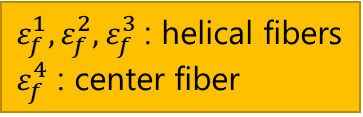 ε_f^1, ε_f^2, ε_f^3 : helical fibers
ε_f^4 : center fiber